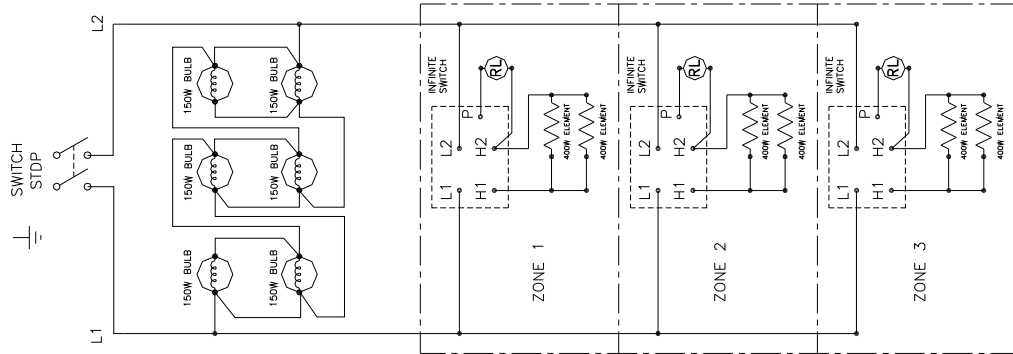 SWITCH
STDP
L1
L2
150W BULB
150W BULB
150W BULB
150W BULB
150W BULB
150W BULB
INFINITE
SWITCH
L1
L2
P
RL
H1
H2
400W ELEMENT
400W ELEMENT
ZONE 1
INFINITE
SWITCH
L1
L2
P
RL
H1
H2
400W ELEMENT
400W ELEMENT
ZONE 2
INFINITE
SWITCH
L1
L2
P
RL
H1
H2
400W ELEMENT
400W ELEMENT
ZONE 3